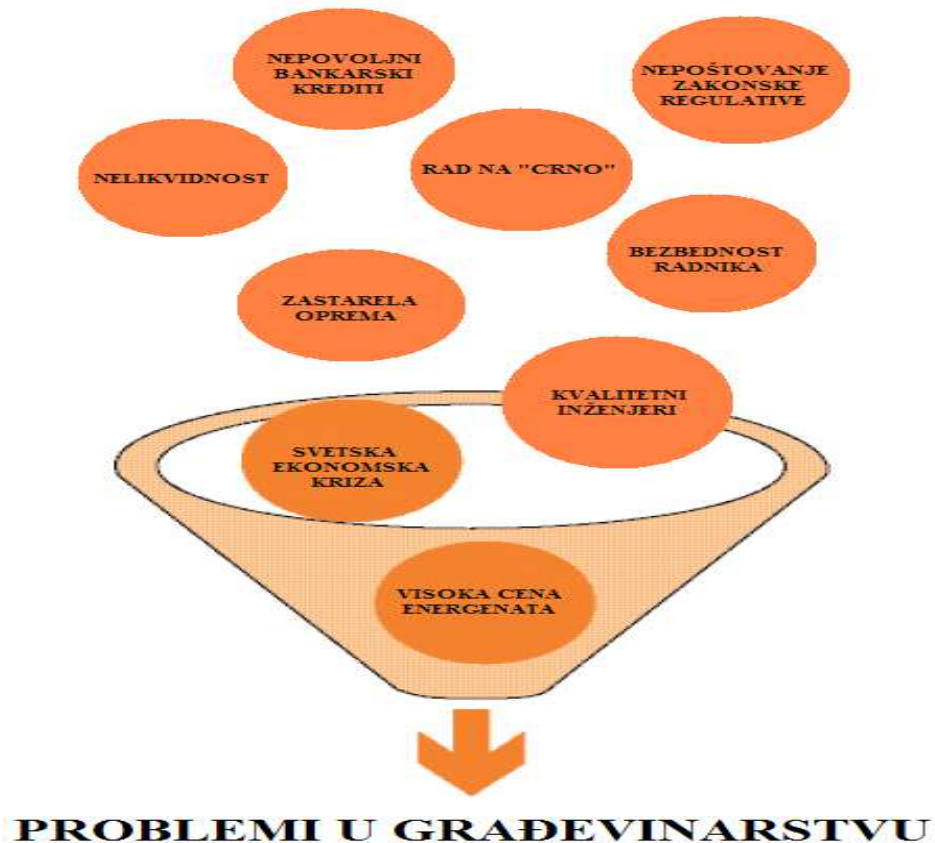 NEPOVOLJNI
BANKARSKI
KREDITI
NEPOŠTOVANJE
ZAKONSKE
REGULATIVE
NELIKVIDNOST
RAD NA "CRNO"
BEZBEDNOST
RADNIKA
ZASTARELA
OPREMA
KVALITETNI
INŽENJERI
SVETSKA
EKONOMSKA
KRIZA
VISOKA CENA
ENERGENATA
PROBLEMI U GRAĐEVINARSTVU